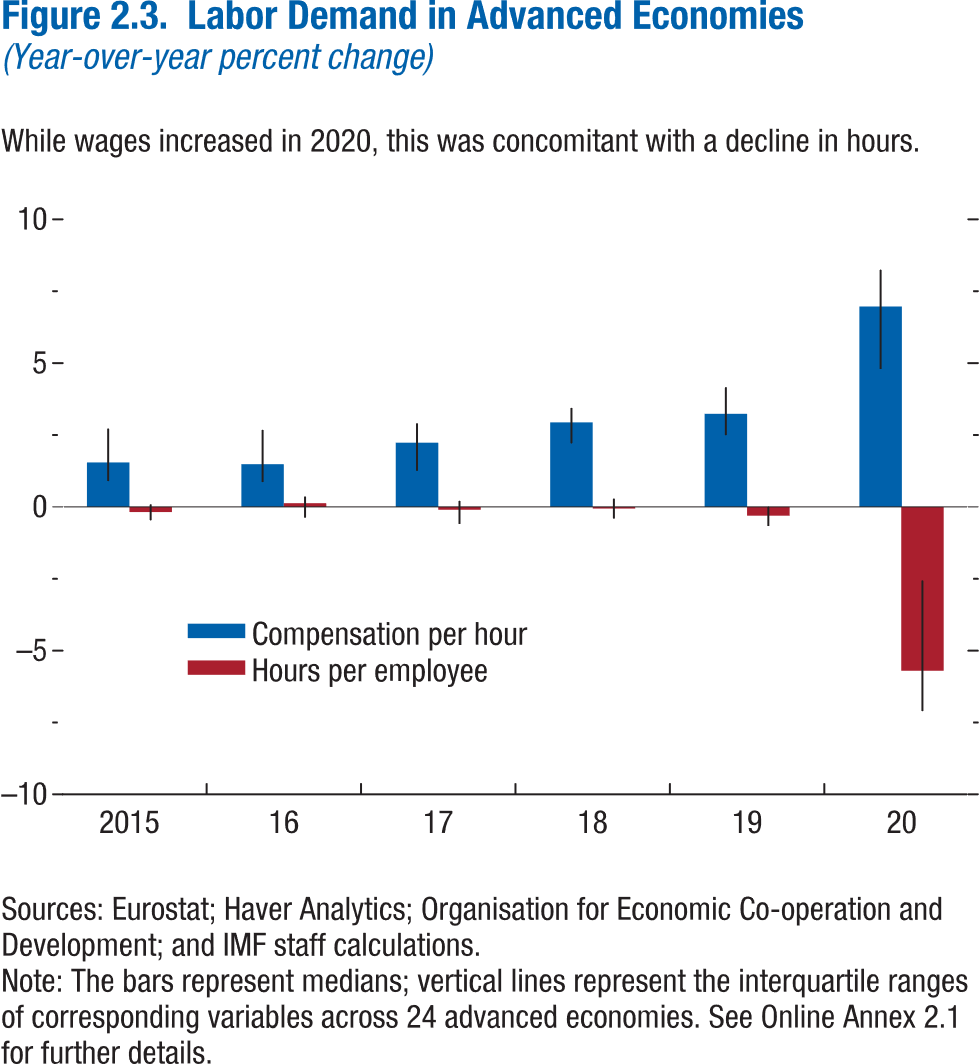 Figure 2.3.  Labor Demand in Advanced Economies
(Year-over-year percent change)
While wages increased in 2020, this was concomitant with a decline in hours.
10
5
0
–5
–10
Compensation per hour
Hours per employee
2015 16 17 18 19 20
Sources: Eurostat; Haver Analytics; Organisation for Economic Co-operation and
Development; and IMF staff calculations.
Note: The bars represent medians; vertical lines represent the interquartile ranges
of corresponding variables across 24 advanced economies. See Online Annex 2.1
for further details.